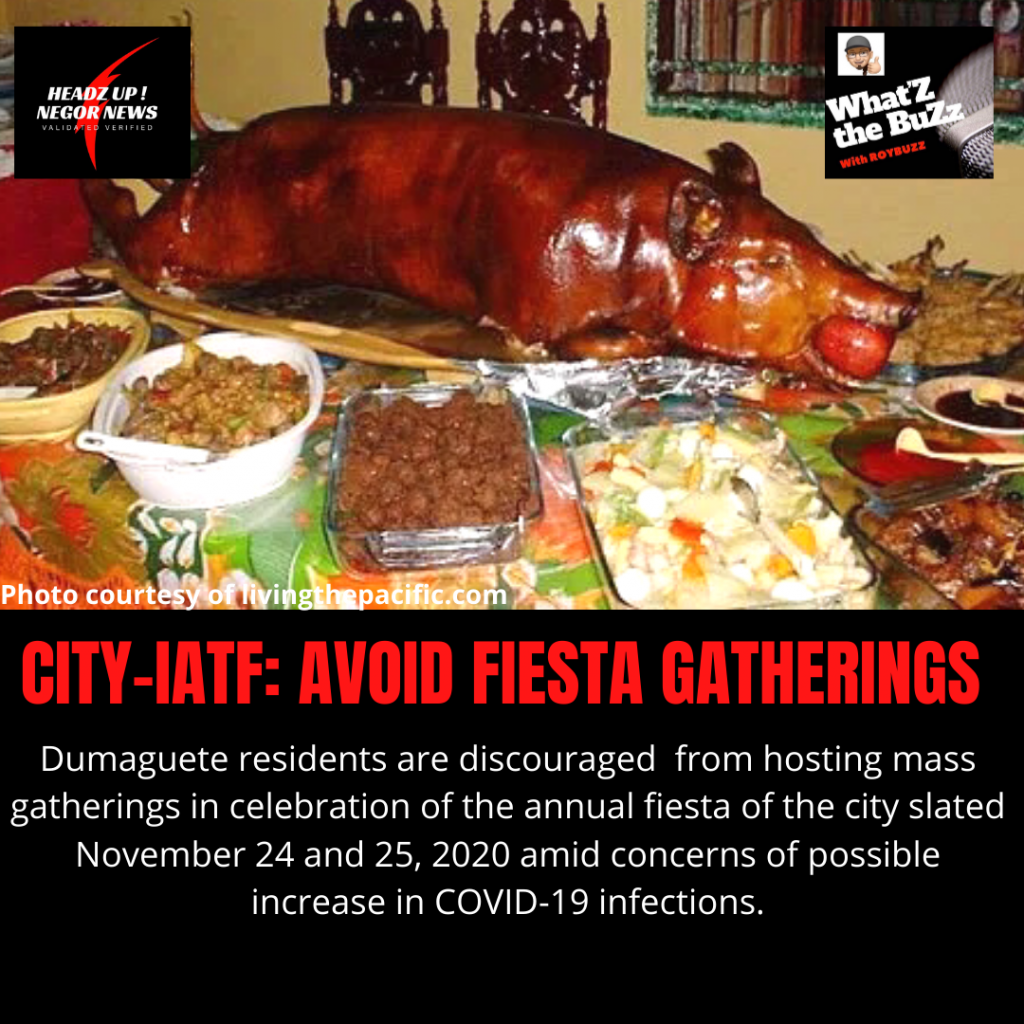 HEADZ UP !
NEGOR NEWS
VALIDATED VERIFIED
What'Z
the BuZz
With ROYBUZZ
Photo courtesy of livingthepacific.com
CITY-IATF: AVOID FIESTA GATHERINGS
Dumaguete residents are discouraged  from hosting mass
gatherings in celebration of the annual fiesta of the city slated
November 24 and 25, 2020 amid concerns of possible
increase in COVID-19 infections.